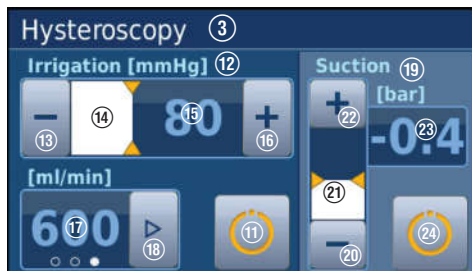 Hysteroscopy ③
Irrigation [mmHg] ⑫
− ⑬ ⑭ 80 ⑮ + ⑯
[ml/min]
600 ⑰ ▷ ⑱ ⑪
Suction ⑲
+ ㉒ [bar]
-0.4 ㉓
㉑
− ⑳ ㉔